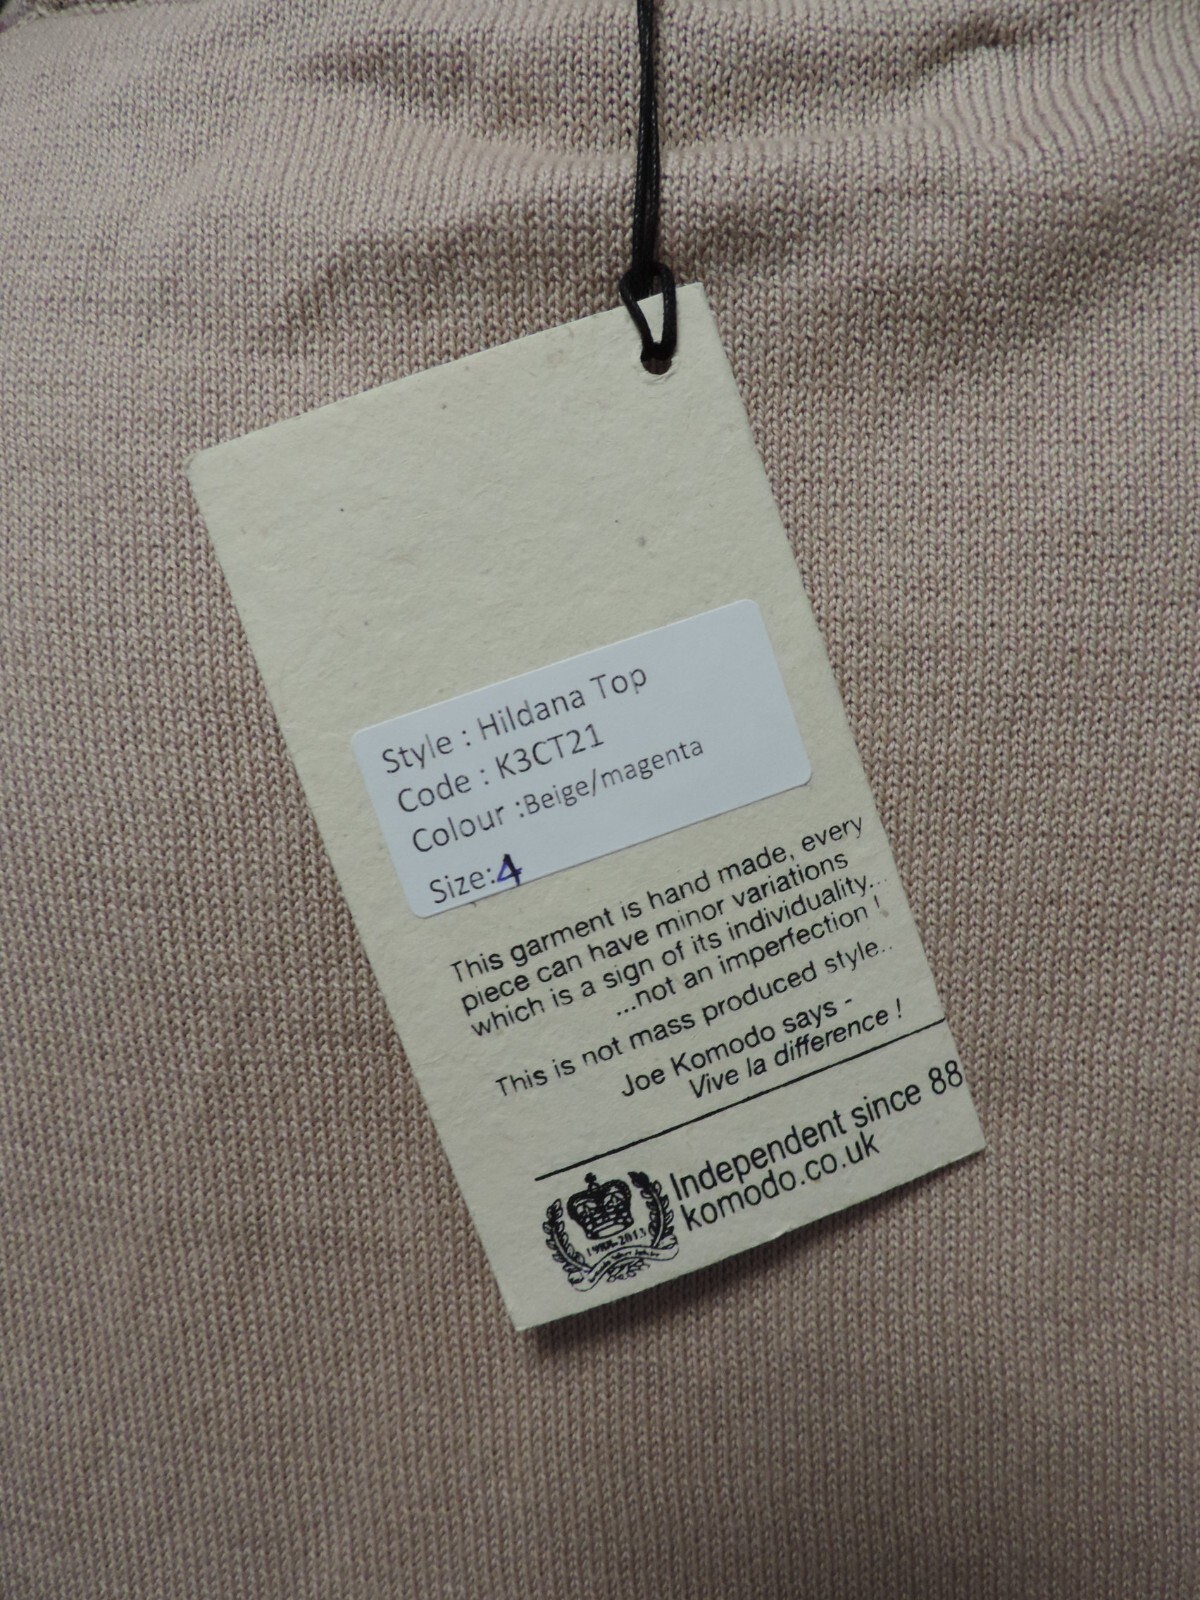 Style : Hildana Top
Code : K3CT21
Colour :Beige/magenta
Size:4
This garment is hand made, every
piece can have minor variations
which is a sign of its individuality...
...not an imperfection !
This is not mass produced style..
Joe Komodo says -
Vive la difference !
Independent since 88
komodo.co.uk
1988-2013